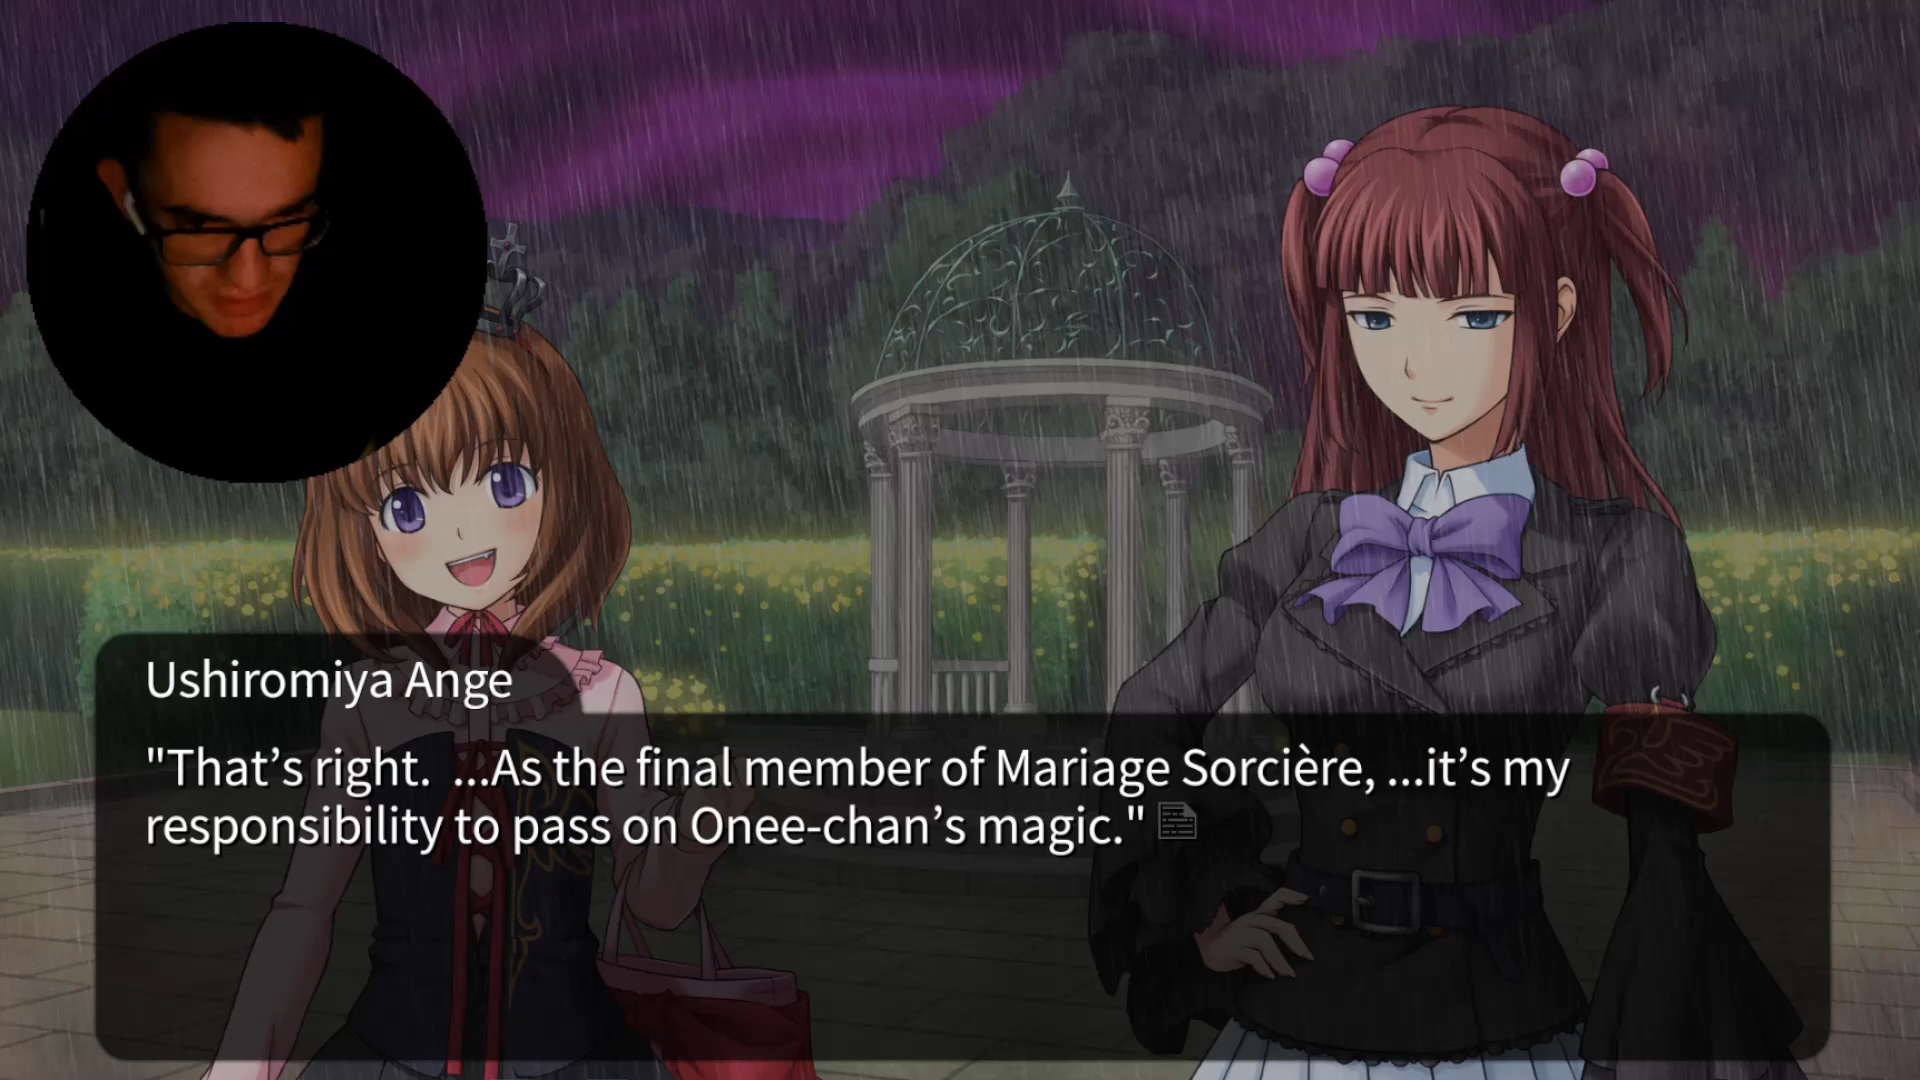 Ushiromiya Ange
"That’s right.  ...As the final member of Mariage Sorcière, ...it’s my
responsibility to pass on Onee-chan’s magic."